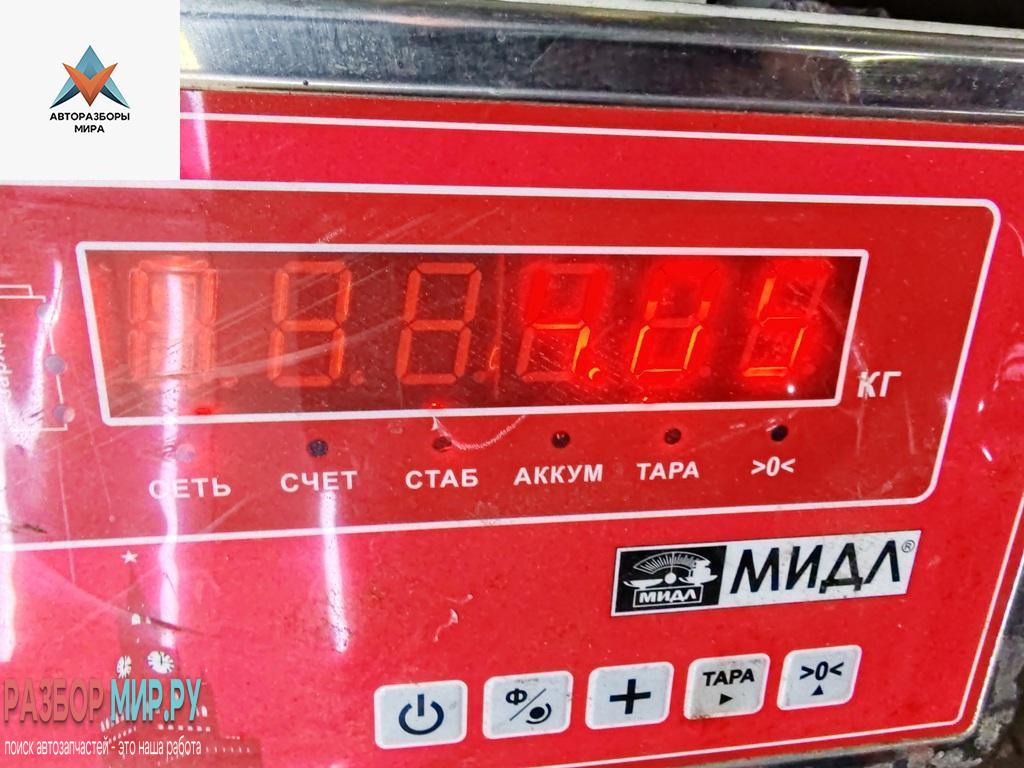 АВТОРАЗБОРЫ
МИРА
КГ
СЕТЬ СЧЕТ СТАБ АККУМ ТАРА >0<
МИДЛ МИДЛ®
Ф/ + ТАРА >0<
РАЗБОР МИР.РУ
поиск автозапчастей - это наша работа